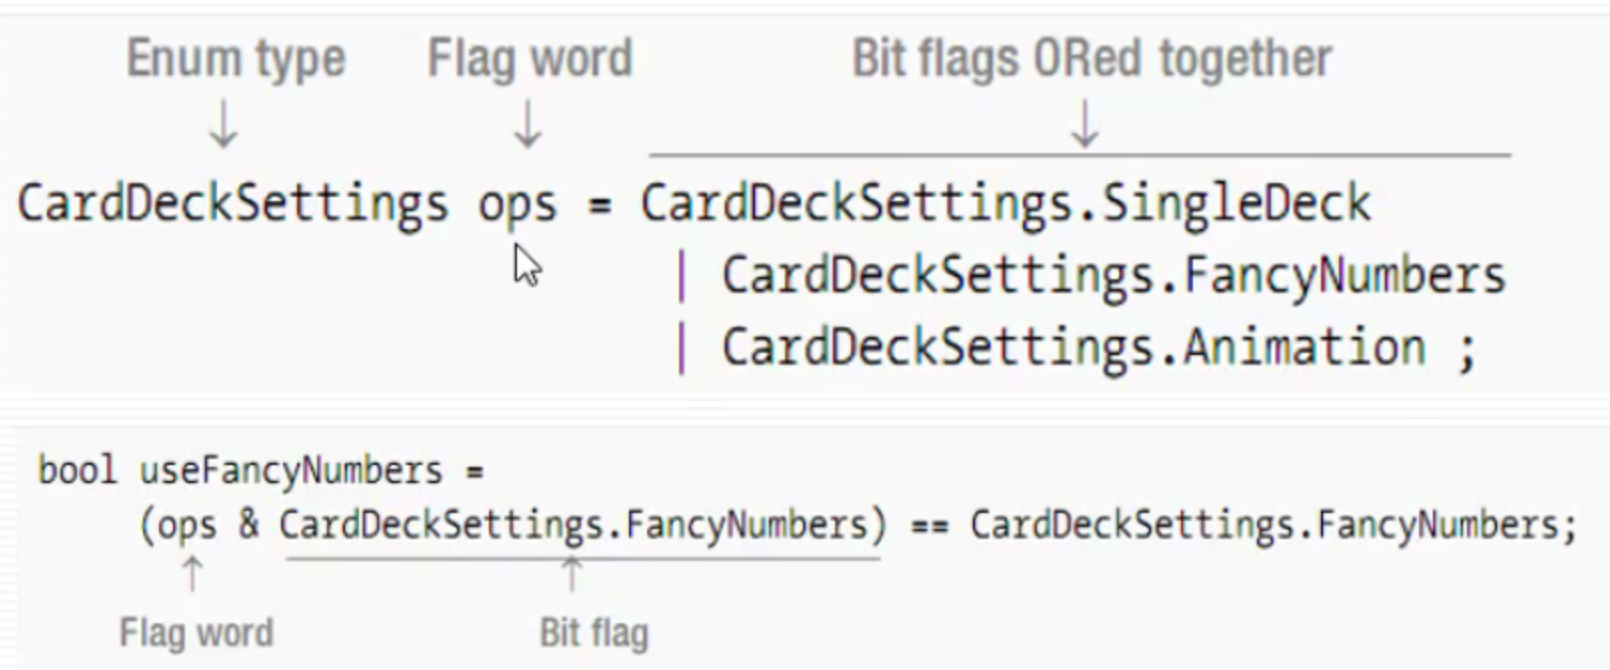 Enum type Flag word Bit flags ORed together
CardDeckSettings ops = CardDeckSettings.SingleDeck
| CardDeckSettings.FancyNumbers
| CardDeckSettings.Animation ;
bool useFancyNumbers =
(ops & CardDeckSettings.FancyNumbers) == CardDeckSettings.FancyNumbers;
Flag word Bit flag